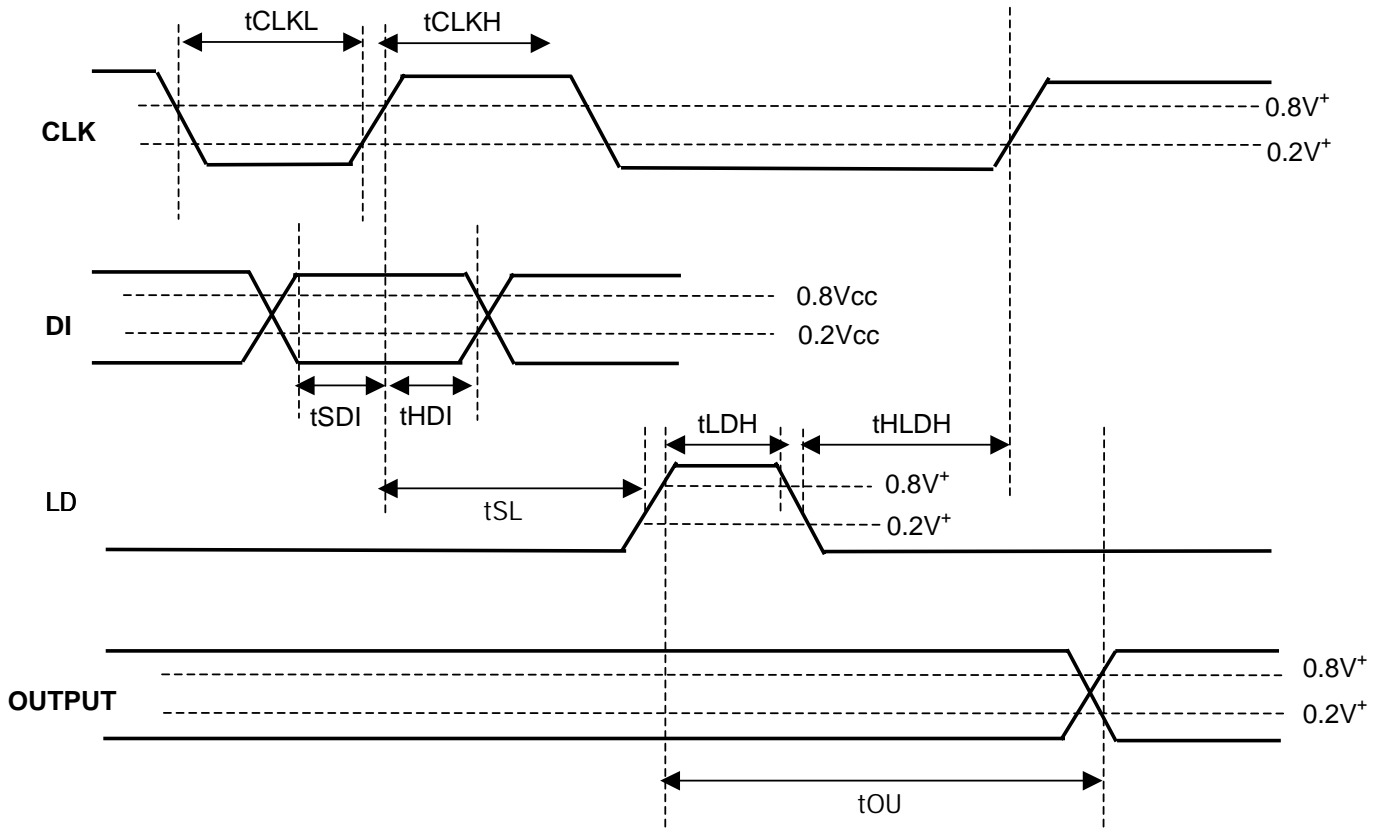 tCLKL
tCLKH
CLK
0.8V⁺
0.2V⁺
DI
0.8Vcc
0.2Vcc
tSDI
tHDI
tLDH
tHLDH
LD
tSL
0.8V⁺
0.2V⁺
OUTPUT
0.8V⁺
0.2V⁺
tOU